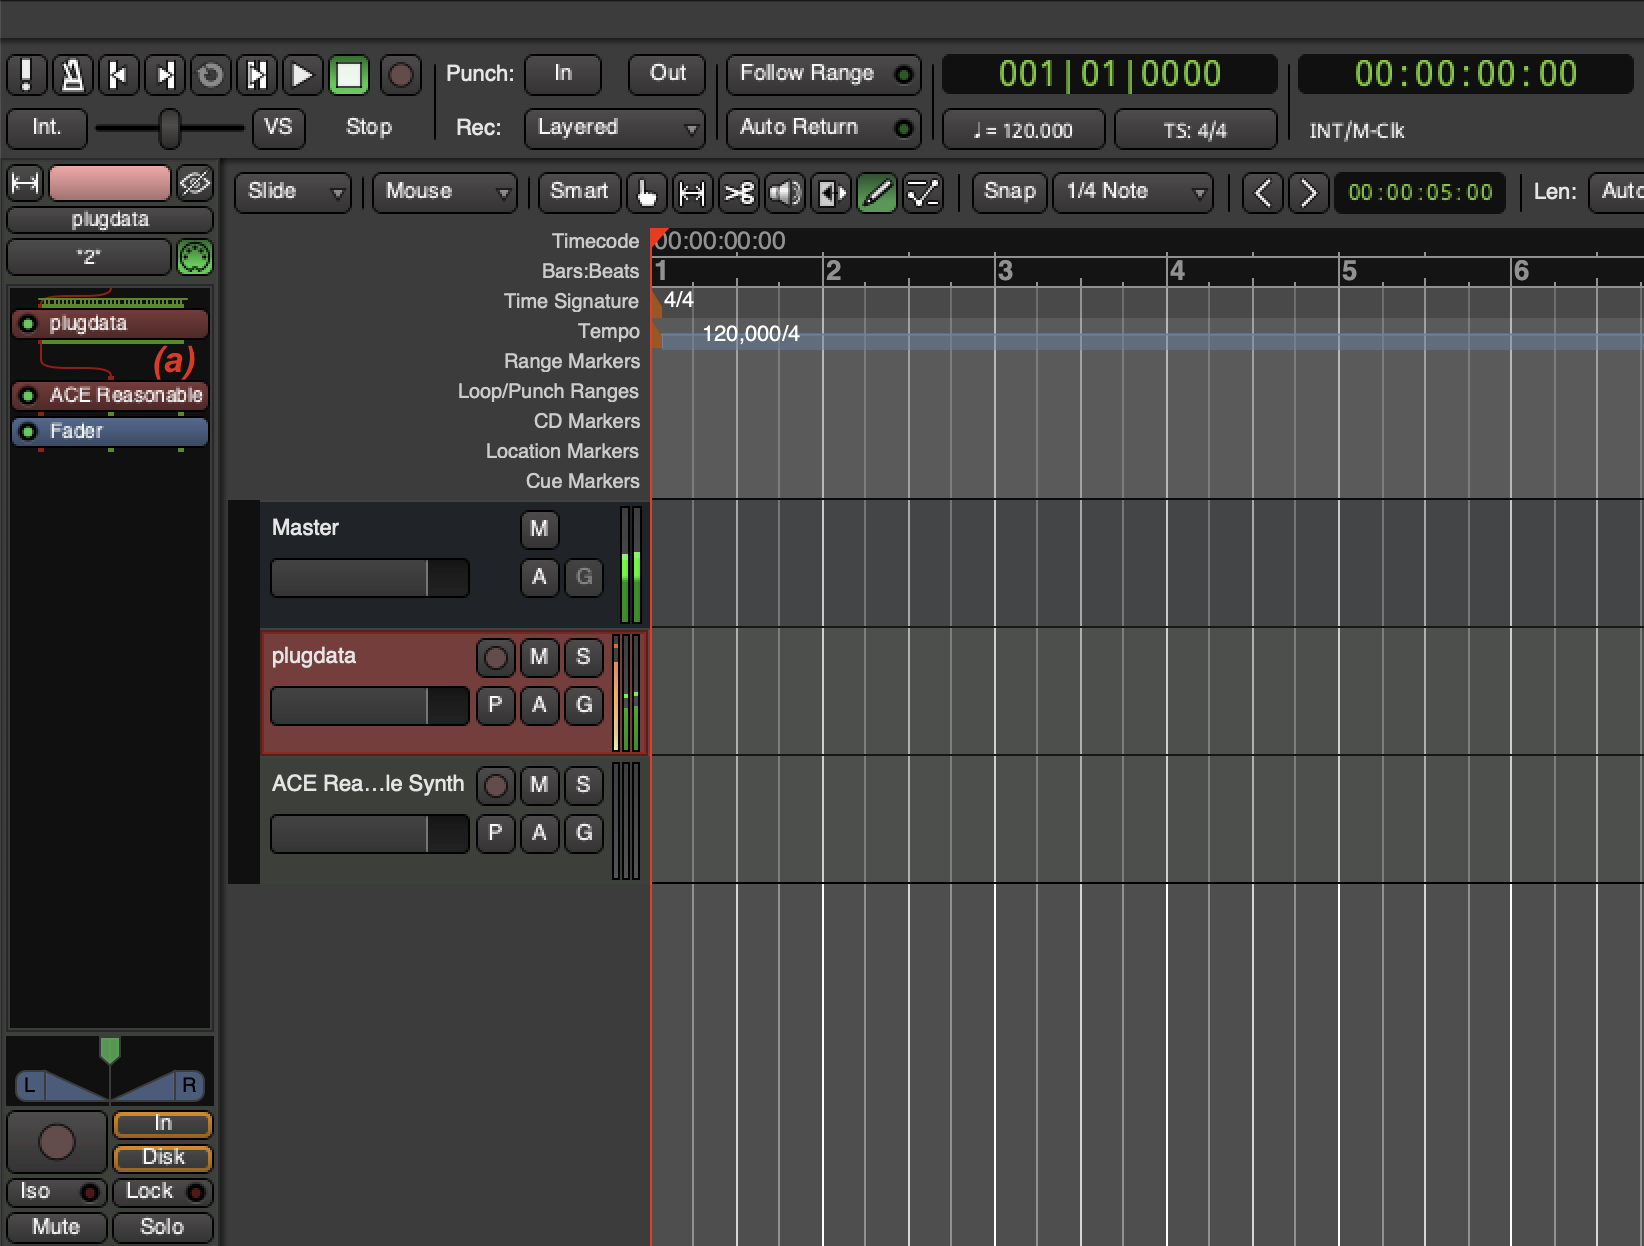 Punch: In Out Follow Range 001|01|0000 00:00:00:00
Int. VS Stop Rec: Layered Auto Return ♩ = 120.000 TS: 4/4 INT/M-Clk
Slide Mouse Smart Snap 1/4 Note 00:00:05:00 Len: Auto
plugdata
"2"
plugdata
(a)
ACE Reasonable
Fader
L R
In
Disk
Iso Lock
Mute Solo
Timecode 00:00:00:00
Bars:Beats 1 2 3 4 5 6
Time Signature 4/4
Tempo 120,000/4
Range Markers
Loop/Punch Ranges
CD Markers
Location Markers
Cue Markers
Master M
A G
plugdata M S
P A G
ACE Rea...le Synth M S
P A G